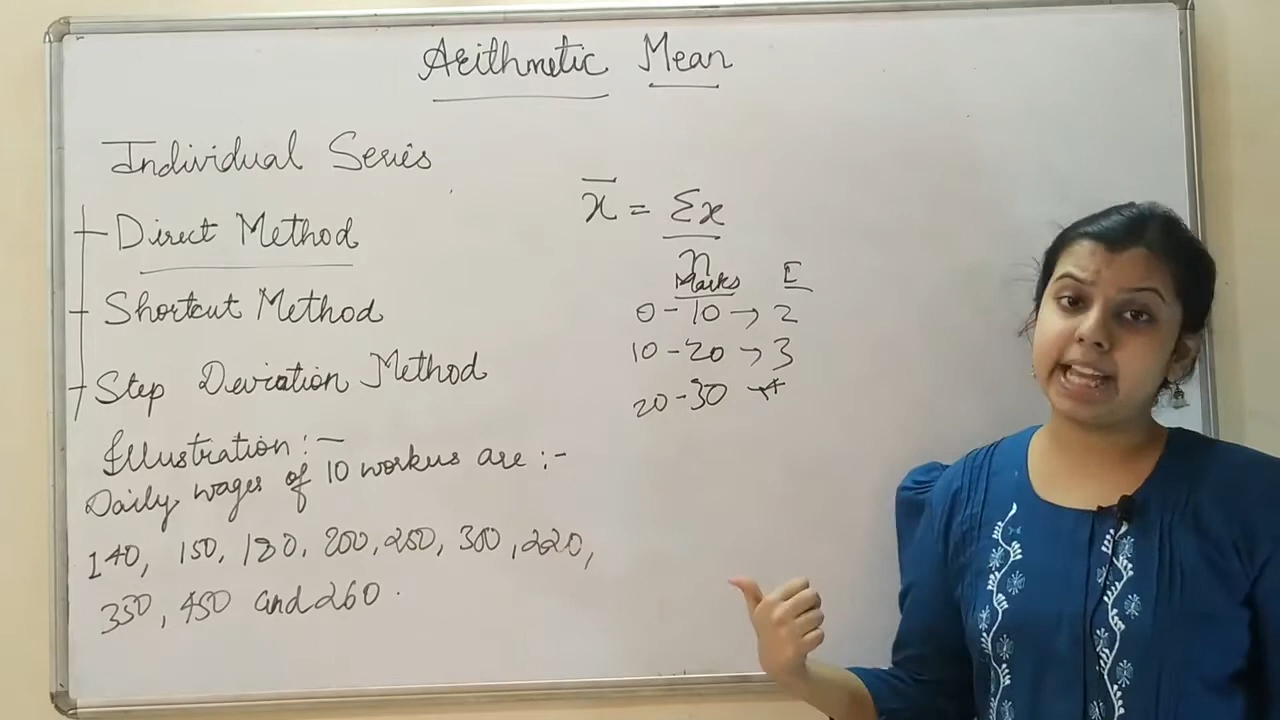 Arithmetic Mean
Individual Series
Direct Method
Shortcut Method
Step Deviation Method
Illustration :-
Daily wages of 10 workers are :-
140, 150, 180, 200, 250, 300, 220,
350, 450 and 260.
x̄ = Σx
n
Marks
0 - 10 → 2
10 - 20 → 3
20 - 30 →